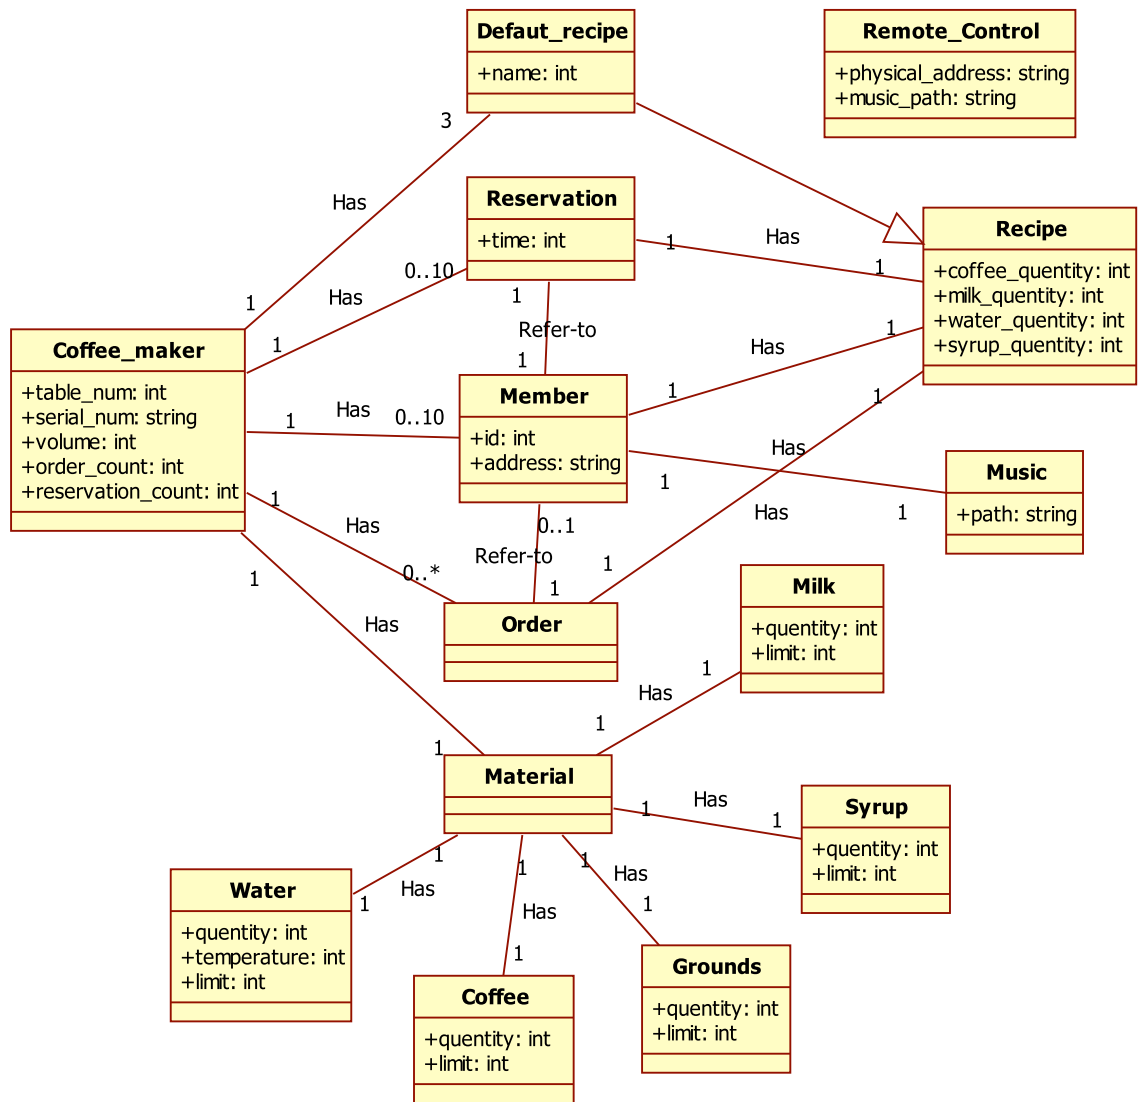 Defaut_recipe
+name: int
Remote_Control
+physical_address: string
+music_path: string
3
1
Has
Reservation
+time: int
0..10
1
Has
1
Refer-to
1
1
Has
1
Recipe
+coffee_quentity: int
+milk_quentity: int
+water_quentity: int
+syrup_quentity: int
Coffee_maker
+table_num: int
+serial_num: string
+volume: int
+order_count: int
+reservation_count: int
1
Has
0..10
Member
+id: int
+address: string
1
Has
1
1
Has
1
Music
+path: string
1
Has
0..*
0..1
Refer-to
1
1
Has
1
Order
1
Has
1
Material
Milk
+quentity: int
+limit: int
1
Has
1
Syrup
+quentity: int
+limit: int
1
Has
1
Water
+quentity: int
+temperature: int
+limit: int
1
Has
1
Coffee
+quentity: int
+limit: int
1
Has
1
Grounds
+quentity: int
+limit: int
1
Has
1